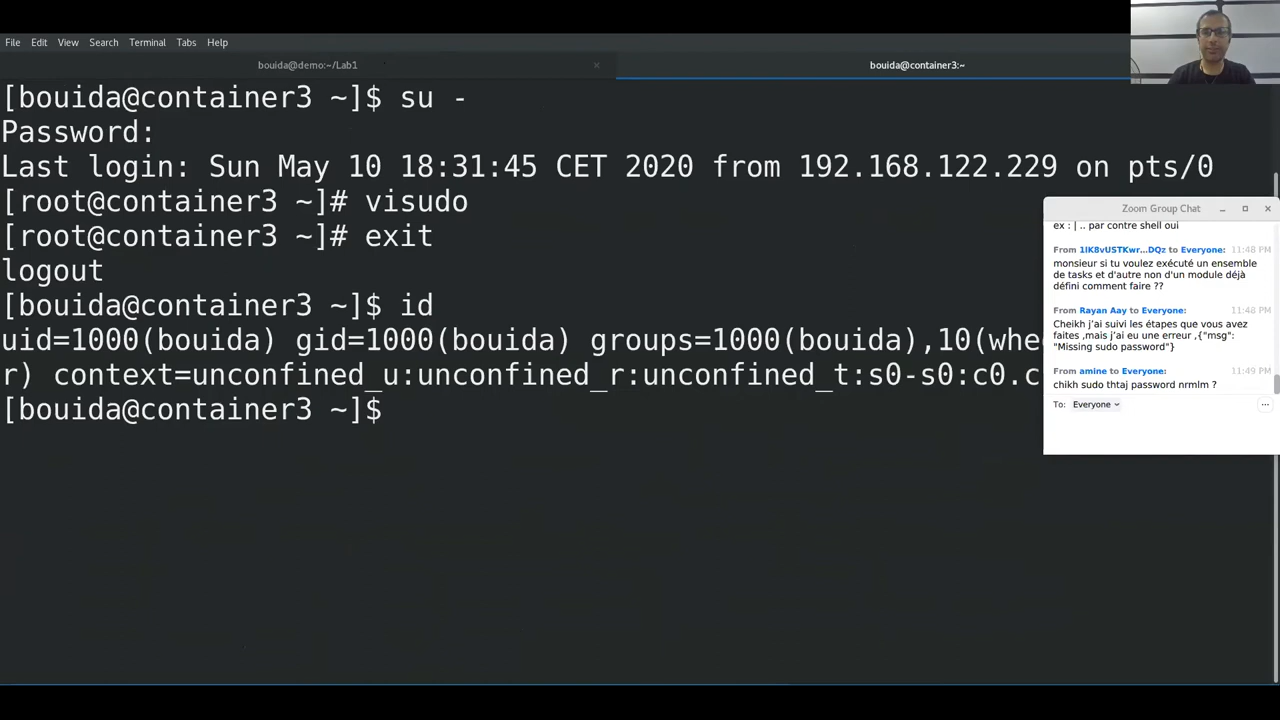 File Edit View Search Terminal Tabs Help
bouida@demo:~/Lab1
bouida@container3:~
[bouida@container3 ~]$ su -
Password:
Last login: Sun May 10 18:31:45 CET 2020 from 192.168.122.229 on pts/0
[root@container3 ~]# visudo
[root@container3 ~]# exit
logout
[bouida@container3 ~]$ id
uid=1000(bouida) gid=1000(bouida) groups=1000(bouida),10(whe
r) context=unconfined_u:unconfined_r:unconfined_t:s0-s0:c0.c
[bouida@container3 ~]$
Zoom Group Chat
ex : | .. par contre shell oui
From 1lK8vUSTKwr...DQz to Everyone: 11:48 PM
monsieur si tu voulez exécuté un ensemble
de tasks et d'autre non d'un module déjà
défini comment faire ??
From Rayan Aay to Everyone: 11:48 PM
Cheikh j'ai suivi les étapes que vous avez
faites ,mais j'ai eu une erreur ,{"msg":
"Missing sudo password"}
From amine to Everyone: 11:49 PM
chikh sudo thtaj password nrmlm ?
To: Everyone